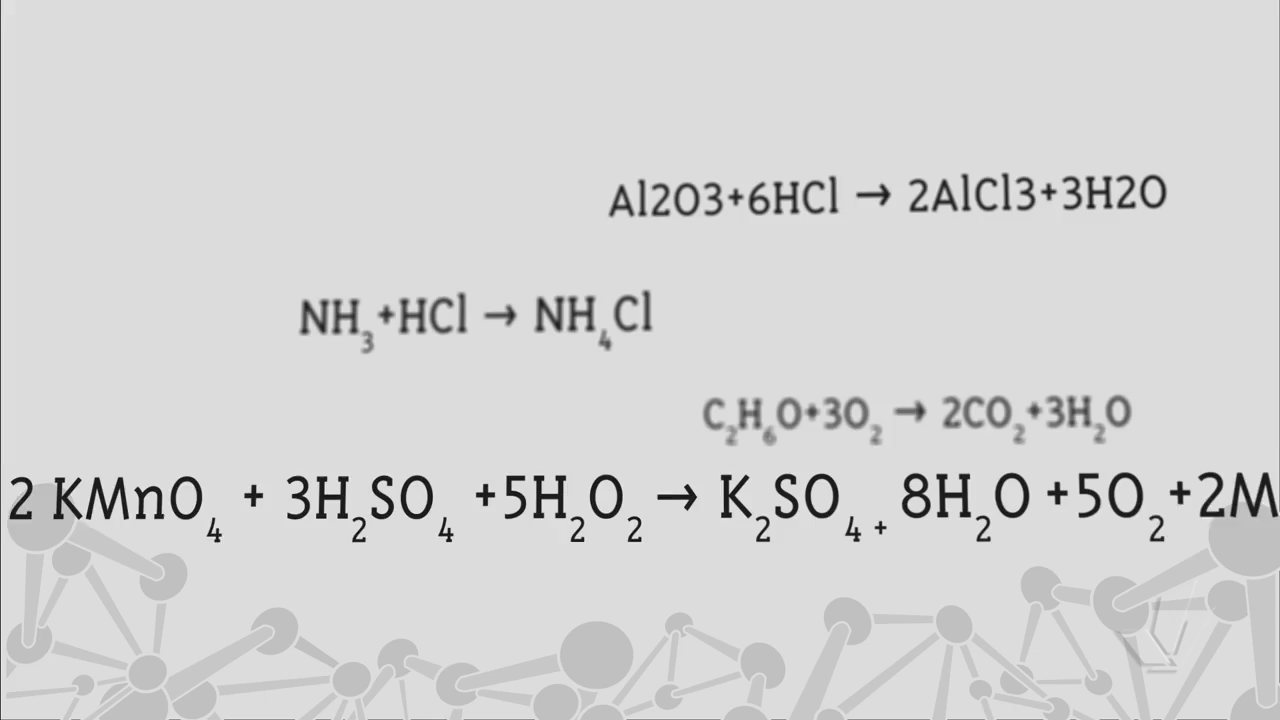 Al2O3+6HCl → 2AlCl3+3H2O
NH₃+HCl → NH₄Cl
C₂H₆O+3O₂ → 2CO₂+3H₂O
2 KMnO₄ + 3H₂SO₄ +5H₂O₂ → K₂SO₄₊ 8H₂O +5O₂+2M